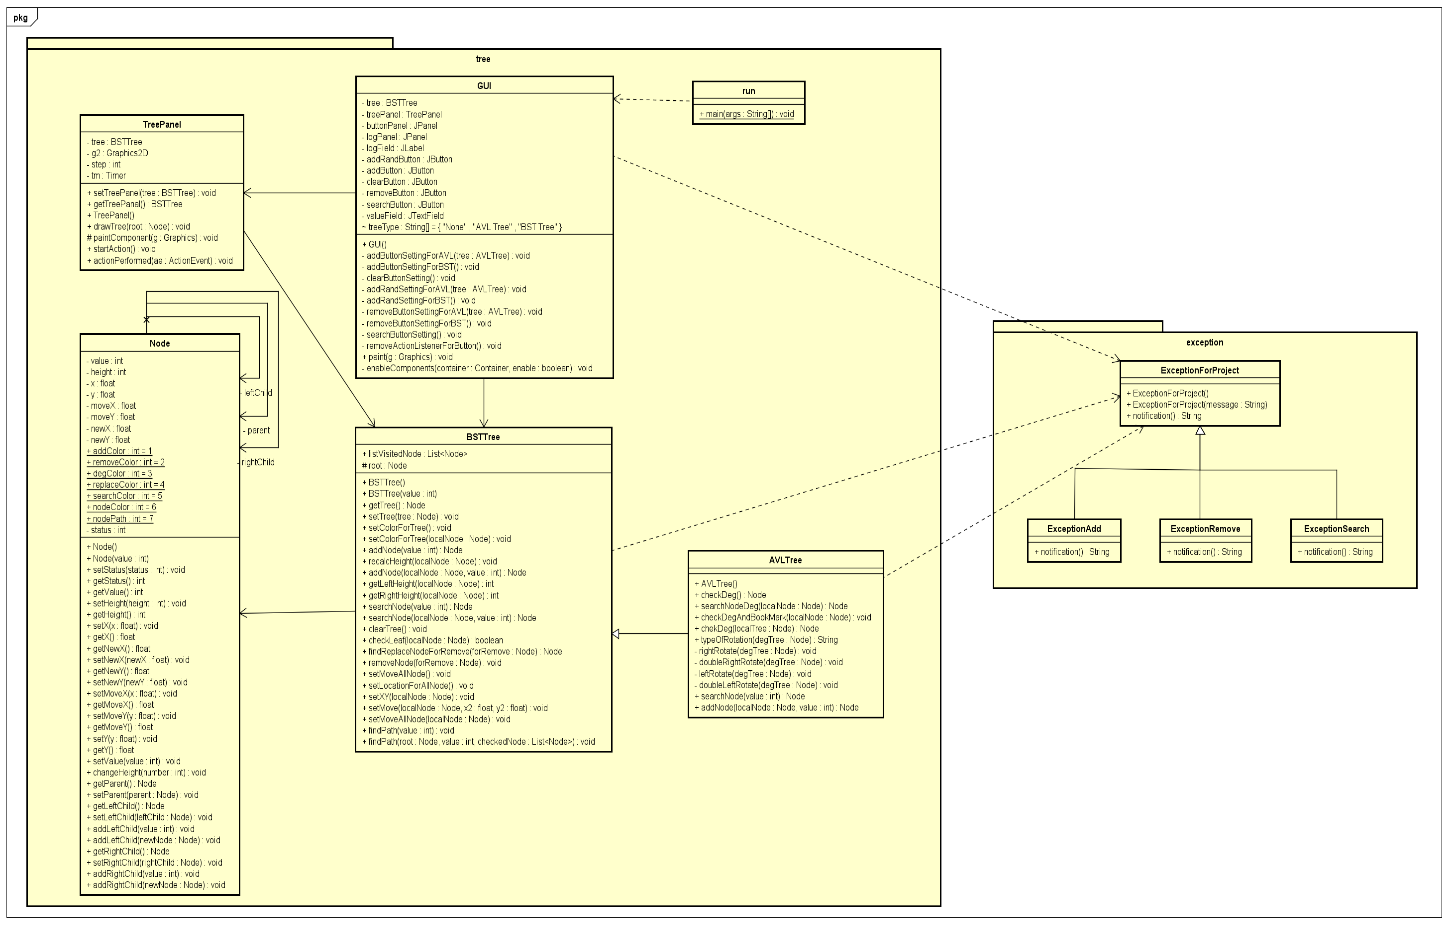 pkg
tree
GUI
- tree : BSTTree
- treePanel : TreePanel
- buttonPanel : JPanel
- logPanel : JPanel
- logField : JLabel
- addRandButton : JButton
- addButton : JButton
- clearButton : JButton
- removeButton : JButton
- searchButton : JButton
- valueField : JTextField
~ treeType : String[] = { "None" , "AVL Tree" , "BST Tree" }
+ GUI()
- addButtonSettingForAVL(tree : AVLTree) : void
- addButtonSettingForBST() : void
- clearButtonSetting() : void
- addRandSettingForAVL(tree : AVLTree) : void
- addRandSettingForBST() : void
- removeButtonSettingForAVL(tree : AVLTree) : void
- removeButtonSettingForBST() : void
- searchButtonSetting() : void
- removeActionListenerForButton() : void
+ paint(g : Graphics) : void
- enableComponents(container : Container, enable : boolean) : void
run
+ main(args : String[]) : void
TreePanel
- tree : BSTTree
- g2 : Graphics2D
- step : int
- tm : Timer
+ setTreePanel(tree : BSTTree) : void
+ getTreePanel() : BSTTree
+ TreePanel()
+ drawTree(root : Node) : void
# paintComponent(g : Graphics) : void
+ startAction() : void
+ actionPerformed(ae : ActionEvent) : void
Node
- value : int
- height : int
- x : float
- y : float
- moveX : float
- moveY : float
- newX : float
- newY : float
+ addColor : int = 1
+ removeColor : int = 2
+ degColor : int = 3
+ replaceColor : int = 4
+ searchColor : int = 5
+ nodeColor : int = 6
+ nodePath : int = 7
- status : int
+ Node()
+ Node(value : int)
+ setStatus(status : int) : void
+ getStatus() : int
+ getValue() : int
+ setHeight(height : int) : void
+ getHeight() : int
+ setX(x : float) : void
+ getX() : float
+ getNewX() : float
+ setNewX(newX : float) : void
+ getNewY() : float
+ setNewY(newY : float) : void
+ setMoveX(x : float) : void
+ getMoveX() : float
+ setMoveY(y : float) : void
+ getMoveY() : float
+ setY(y : float) : void
+ getY() : float
+ setValue(value : int) : void
+ changeHeight(number : int) : void
+ getParent() : Node
+ setParent(parent : Node) : void
+ getLeftChild() : Node
+ setLeftChild(leftChild : Node) : void
+ addLeftChild(value : int) : void
+ addLeftChild(newNode : Node) : void
+ getRightChild() : Node
+ setRightChild(rightChild : Node) : void
+ addRightChild(value : int) : void
+ addRightChild(newNode : Node) : void
- leftChild
- parent
- rightChild
BSTTree
+ listVisitedNode : List<Node>
# root : Node
+ BSTTree()
+ BSTTree(value : int)
+ getTree() : Node
+ setTree(tree : Node) : void
+ setColorForTree() : void
+ setColorForTree(localNode : Node) : void
+ addNode(value : int) : Node
+ recalcHeight(localNode : Node) : void
+ addNode(localNode : Node, value : int) : Node
+ getLeftHeight(localNode : Node) : int
+ getRightHeight(localNode : Node) : int
+ searchNode(value : int) : Node
+ searchNode(localNode : Node, value : int) : Node
+ clearTree() : void
+ checkLeaf(localNode : Node) : boolean
+ findReplaceNodeForRemove(forRemove : Node) : Node
+ removeNode(forRemove : Node) : void
+ setMoveAllNode() : void
+ setLocationForAllNode() : void
+ setXY(localNode : Node) : void
+ setMove(localNode : Node, x2 : float, y2 : float) : void
+ setMoveAllNode(localNode : Node) : void
+ findPath(value : int) : void
+ findPath(root : Node, value : int, checkedNode : List<Node>) : void
AVLTree
+ AVLTree()
+ checkDeg() : Node
+ searchNodeDeg(localNode : Node) : Node
+ checkDegAndBookMark(localNode : Node) : void
+ chekDeg(localTree : Node) : Node
+ typeOfRotation(degTree : Node) : String
- rightRotate(degTree : Node) : void
- doubleRightRotate(degTree : Node) : void
- leftRotate(degTree : Node) : void
- doubleLeftRotate(degTree : Node) : void
+ searchNode(value : int) : Node
+ addNode(localNode : Node, value : int) : Node
exception
ExceptionForProject
+ ExceptionForProject()
+ ExceptionForProject(message : String)
+ notification() : String
ExceptionAdd
+ notification() : String
ExceptionRemove
+ notification() : String
ExceptionSearch
~ notification() : String